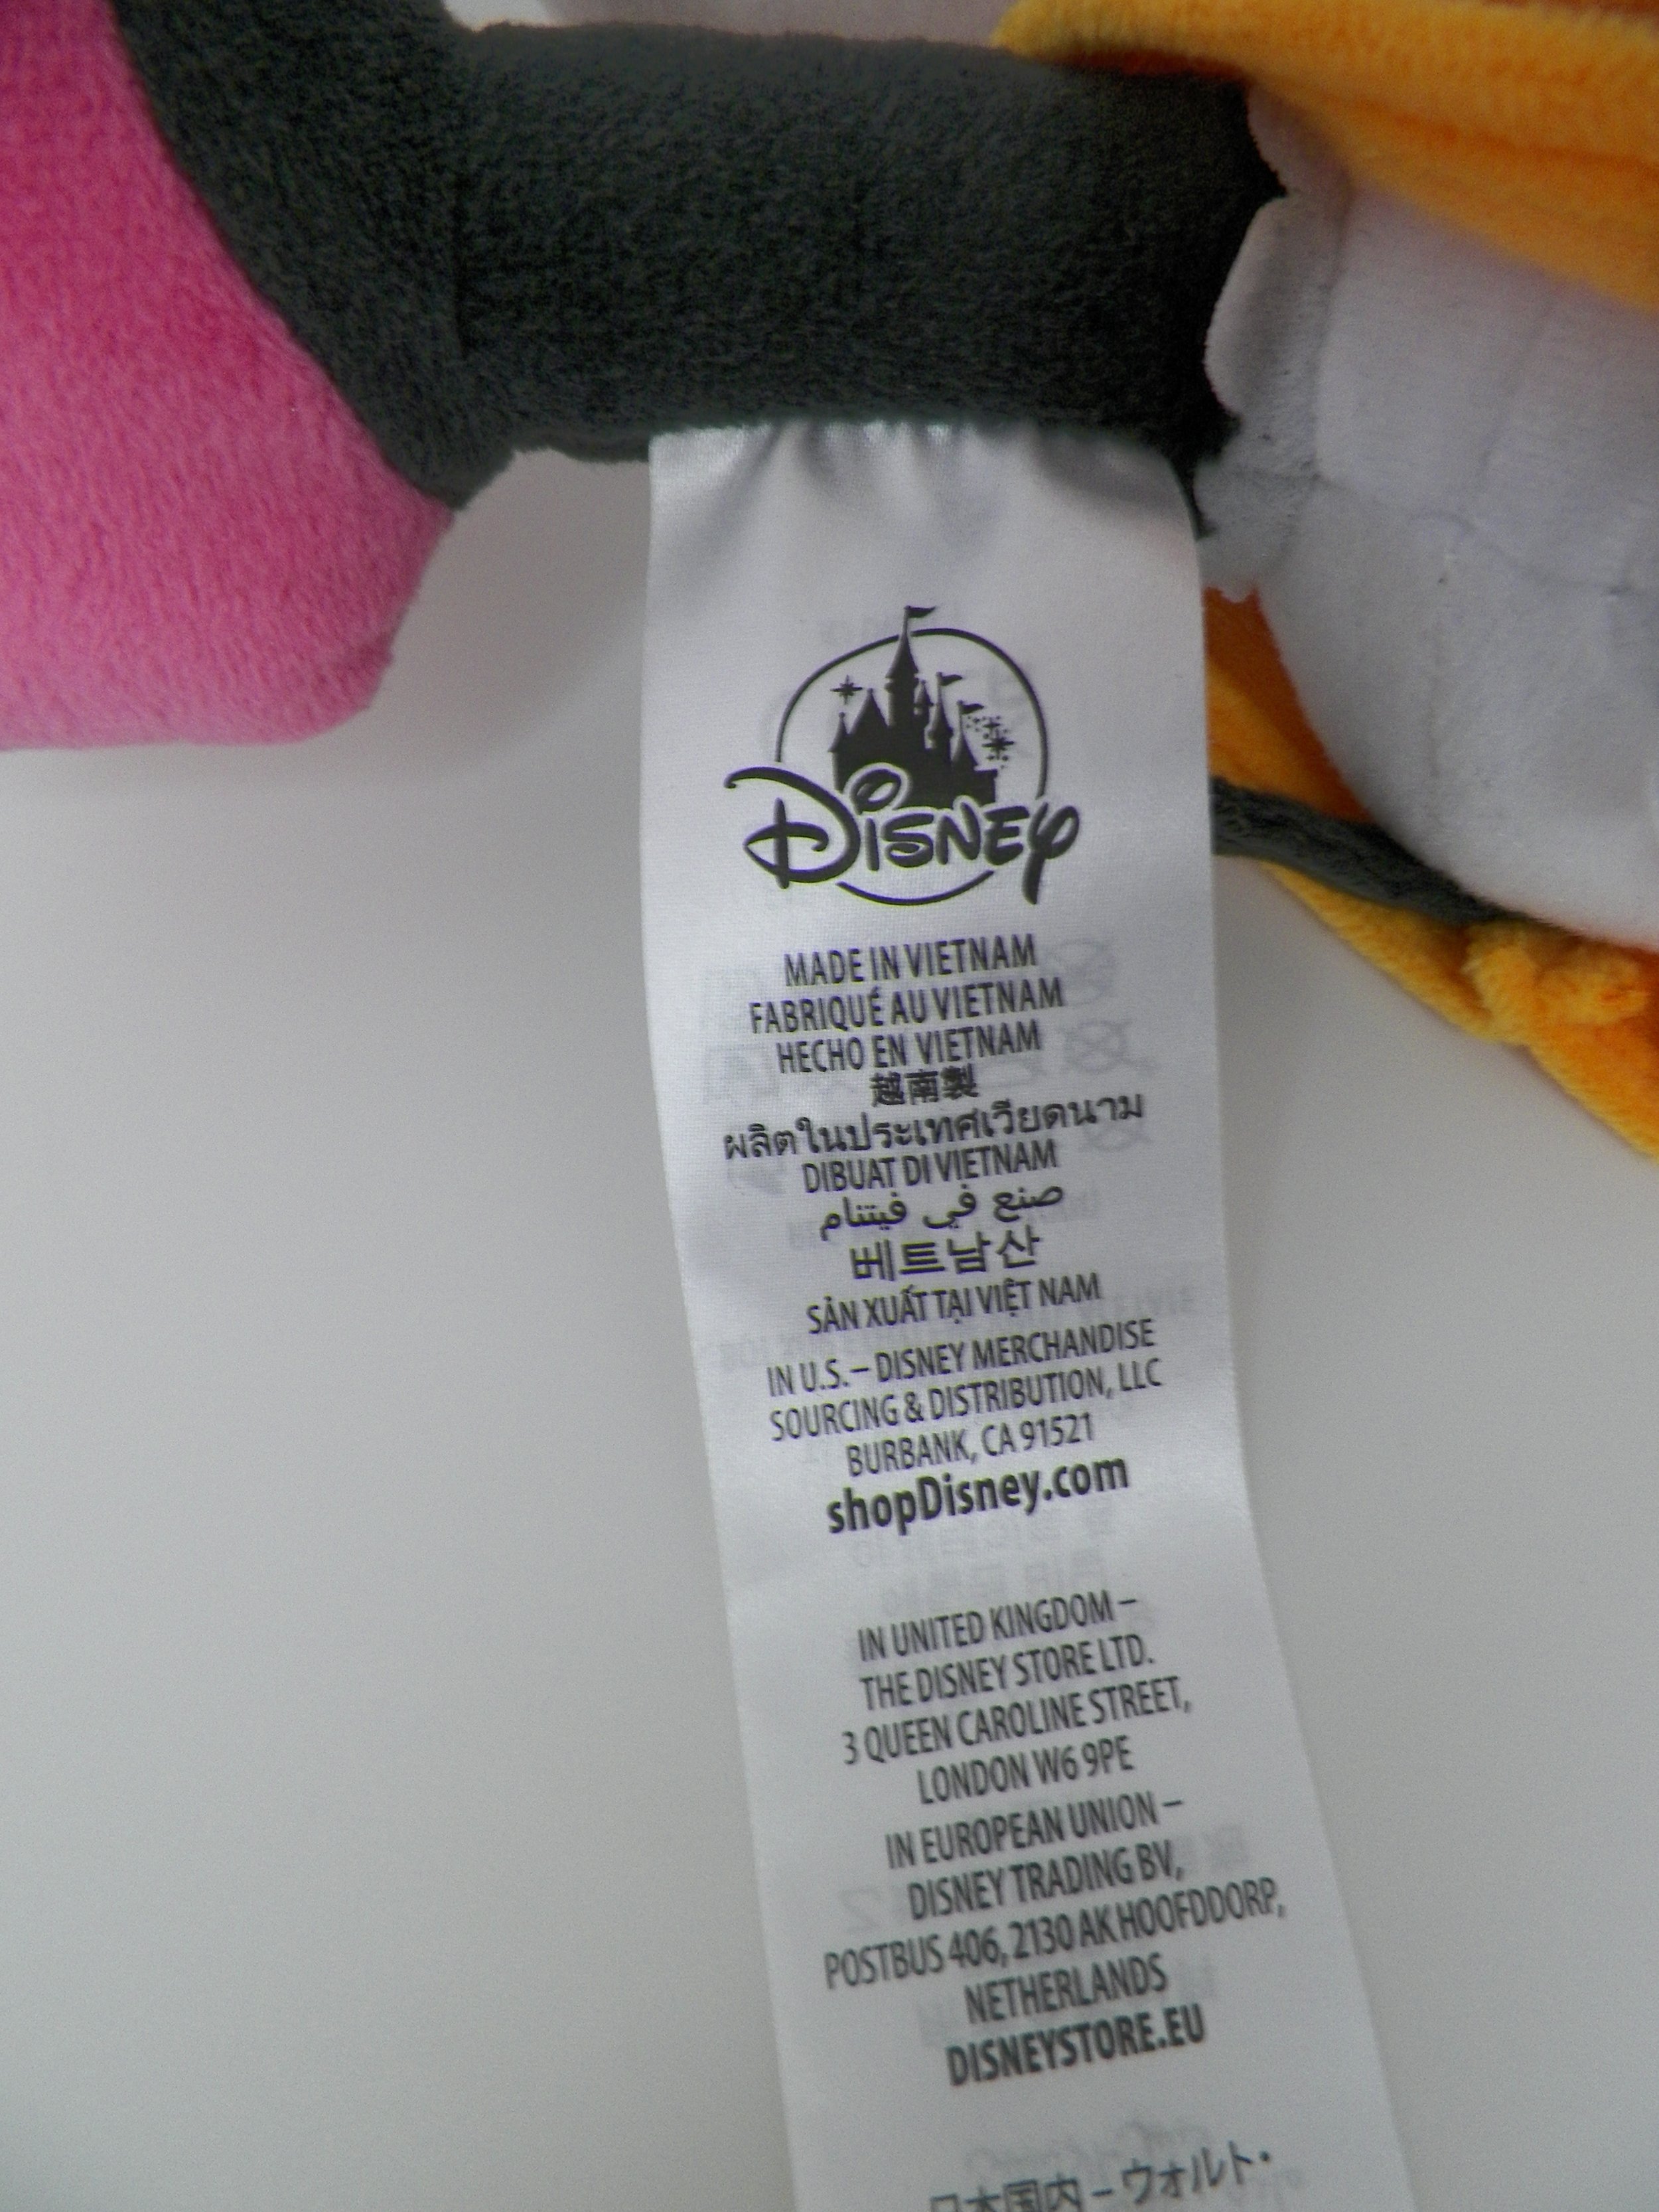 Disney
MADE IN VIETNAM
FABRIQUÉ AU VIETNAM
HECHO EN VIETNAM
越南製
ผลิตในประเทศเวียดนาม
DIBUAT DI VIETNAM
صنع في فيتنام
베트남산
SẢN XUẤT TẠI VIỆT NAM
IN U.S. – DISNEY MERCHANDISE
SOURCING & DISTRIBUTION, LLC
BURBANK, CA 91521
shopDisney.com
IN UNITED KINGDOM –
THE DISNEY STORE LTD.
3 QUEEN CAROLINE STREET,
LONDON W6 9PE
IN EUROPEAN UNION –
DISNEY TRADING BV,
POSTBUS 406, 2130 AK HOOFDDORP,
NETHERLANDS
DISNEYSTORE.EU
日本国内 – ウォルト・